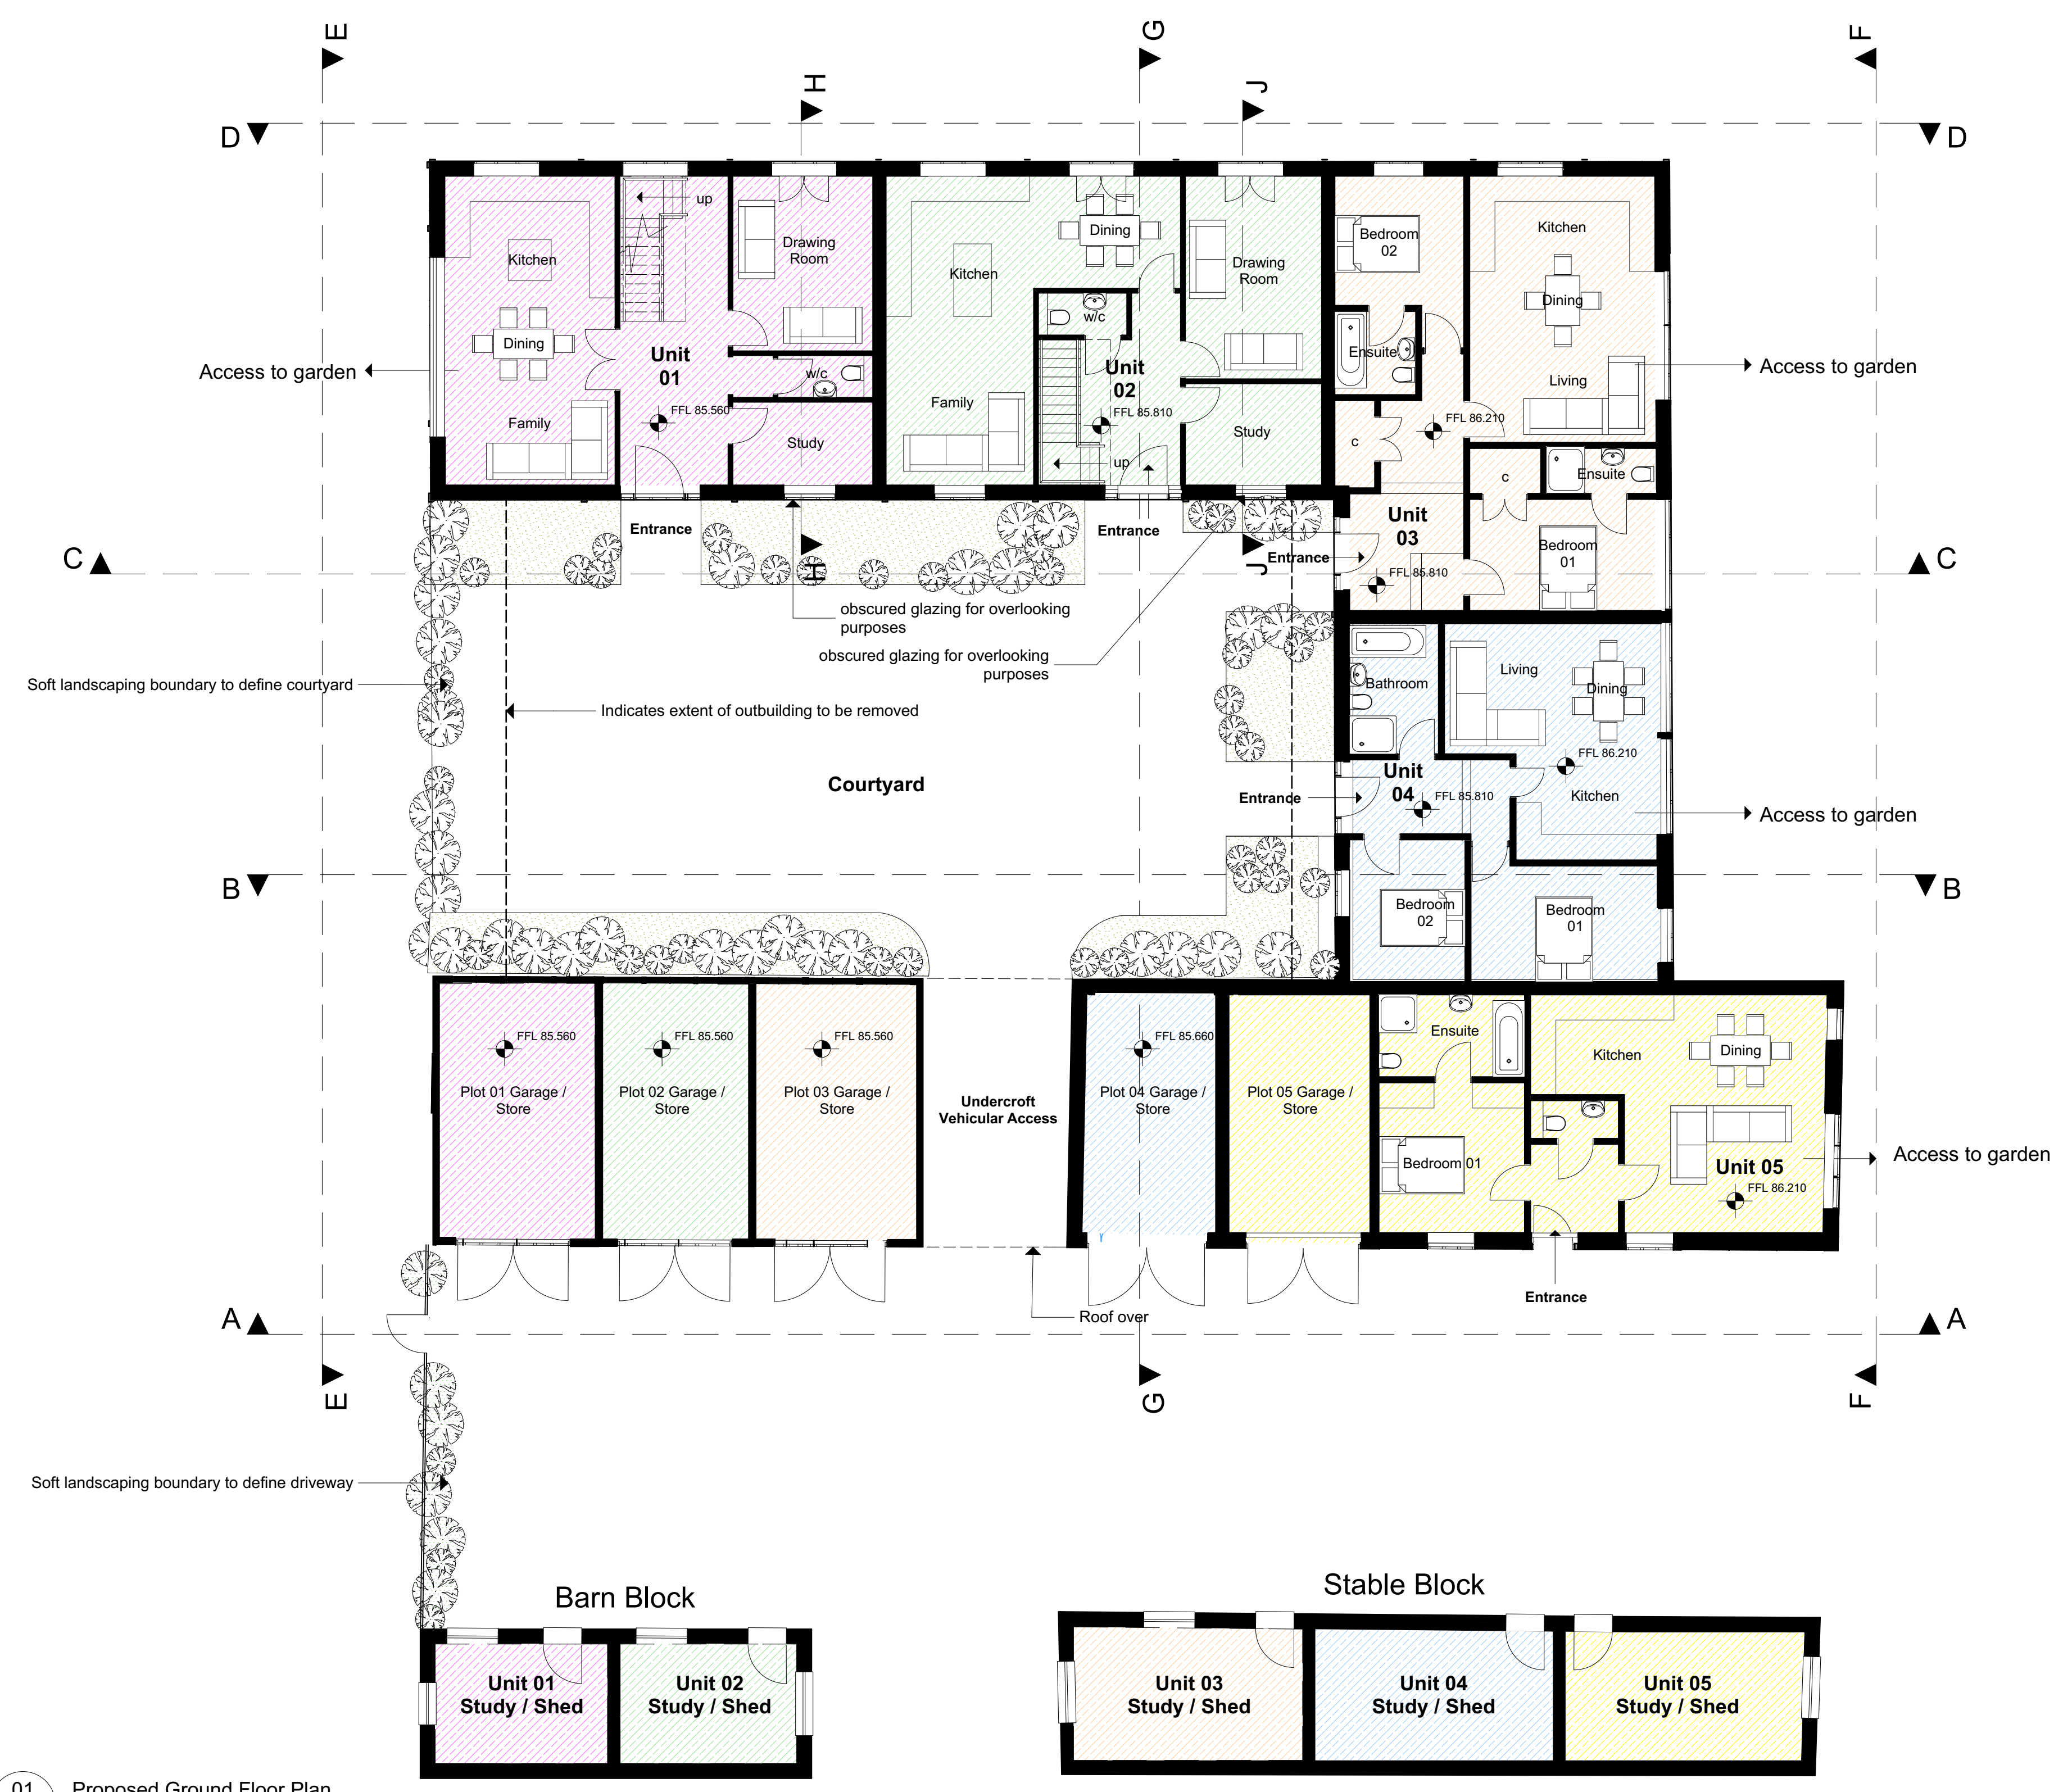 E
G
F
H
J
D
D
up
Kitchen
Drawing
Room
Dining
Unit
01
w/c
Family
FFL 85.560
Study
Access to garden
Dining
Kitchen
Drawing
Room
w/c
Unit
02
Family
FFL 85.810
Study
up
Bedroom
02
Kitchen
Dining
Ensuite
Living
Access to garden
c
FFL 86.210
c
Ensuite
Unit
03
Bedroom
01
FFL 85.810
Entrance
Entrance
Entrance
H
J
C
C
obscured glazing for overlooking
purposes
obscured glazing for overlooking
purposes
Soft landscaping boundary to define courtyard
Indicates extent of outbuilding to be removed
Courtyard
Living
Bathroom
Dining
FFL 86.210
Unit
04
FFL 85.810
Kitchen
Entrance
Access to garden
B
B
Bedroom
02
Bedroom
01
FFL 85.560
FFL 85.560
FFL 85.560
FFL 85.660
Plot 01 Garage /
Store
Plot 02 Garage /
Store
Plot 03 Garage /
Store
Undercroft
Vehicular Access
Plot 04 Garage /
Store
Plot 05 Garage /
Store
Ensuite
Kitchen
Dining
Bedroom 01
Unit 05
FFL 86.210
Access to garden
Entrance
Roof over
A
A
E
G
F
Soft landscaping boundary to define driveway
Barn Block
Stable Block
Unit 01
Study / Shed
Unit 02
Study / Shed
Unit 03
Study / Shed
Unit 04
Study / Shed
Unit 05
Study / Shed
01
Proposed Ground Floor Plan